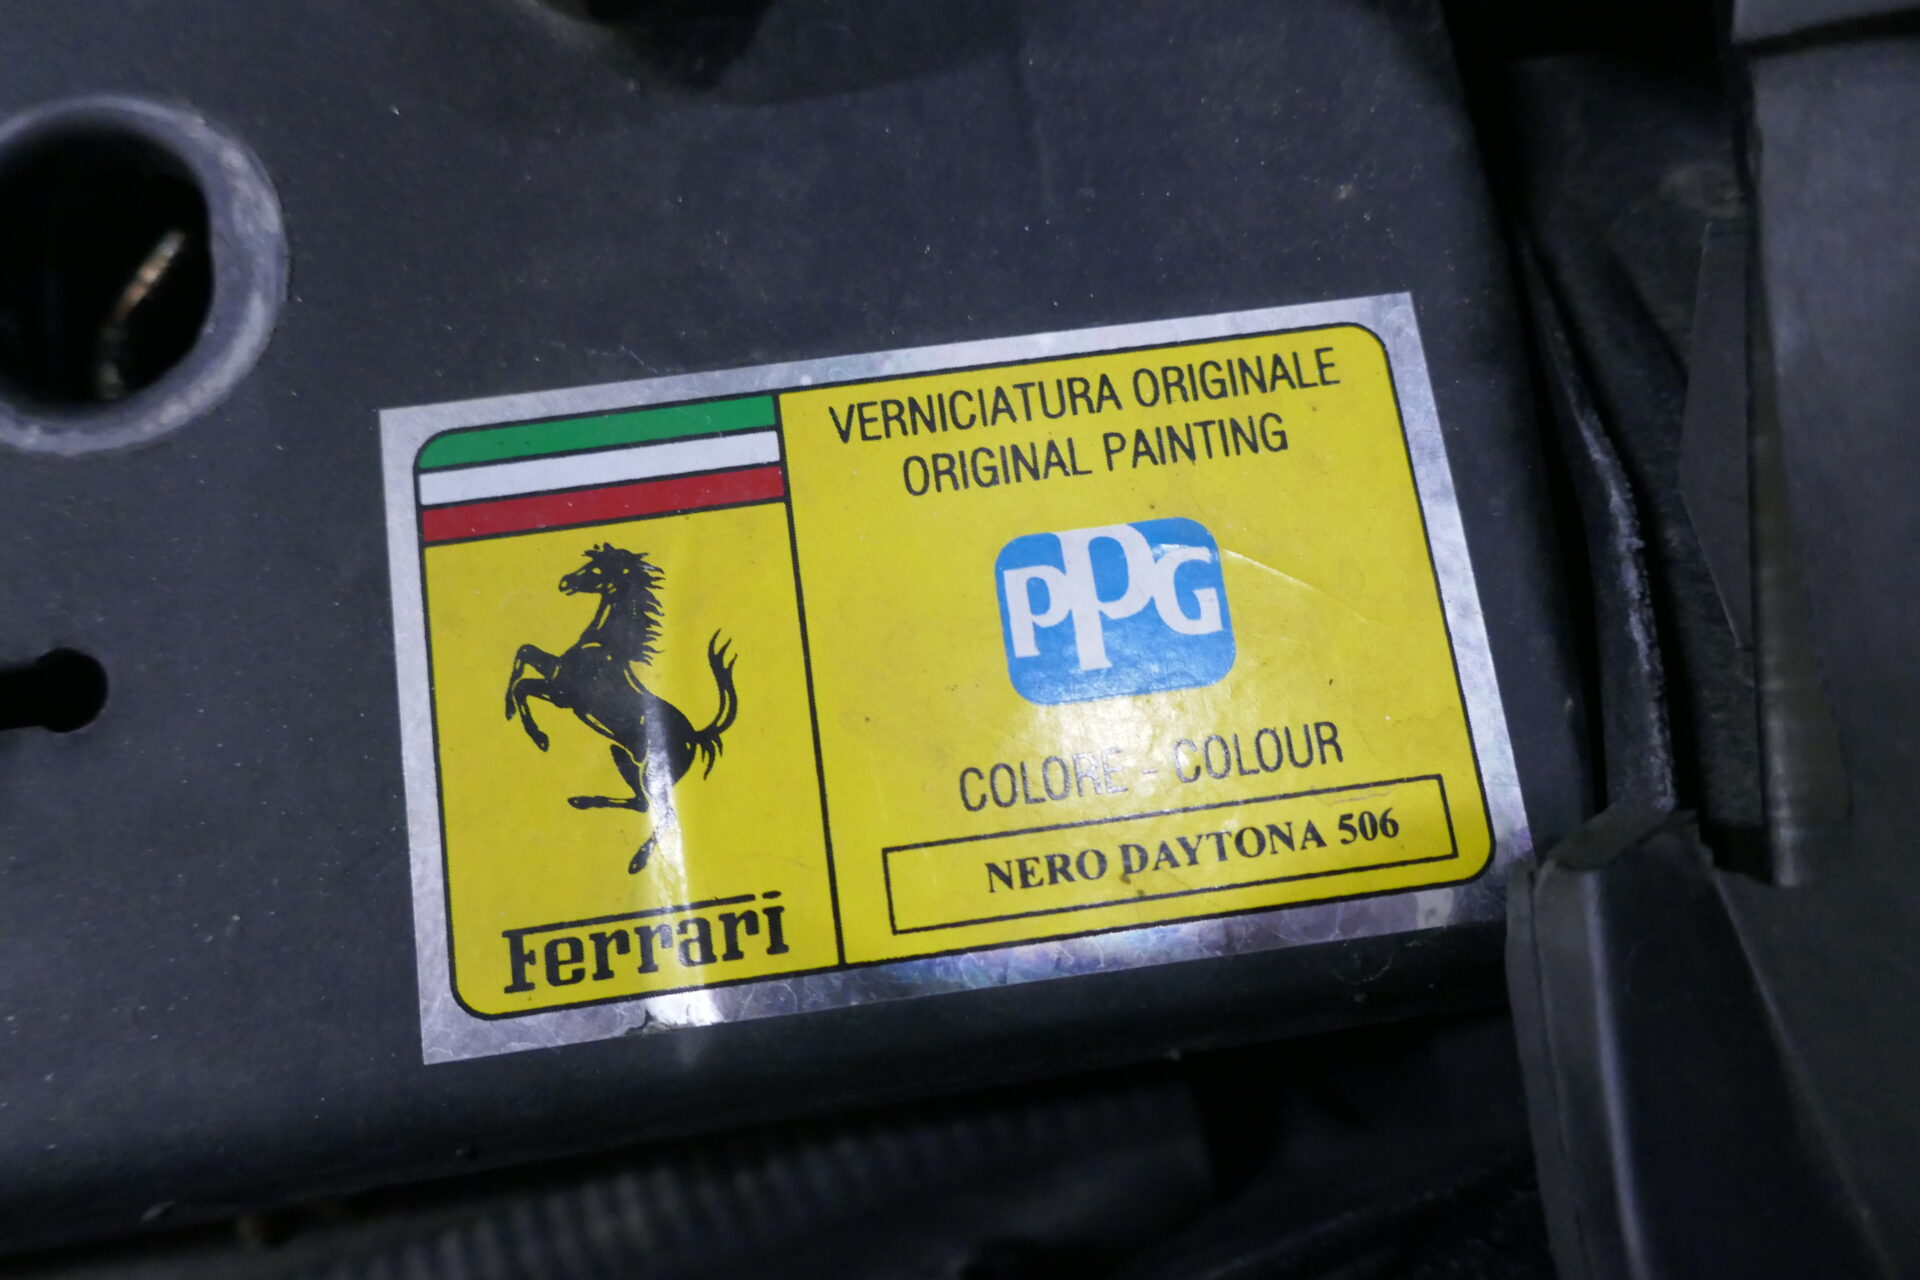 VERNICIATURA ORIGINALE
ORIGINAL PAINTING
PPG
COLORE - COLOUR
NERO DAYTONA 506
Ferrari